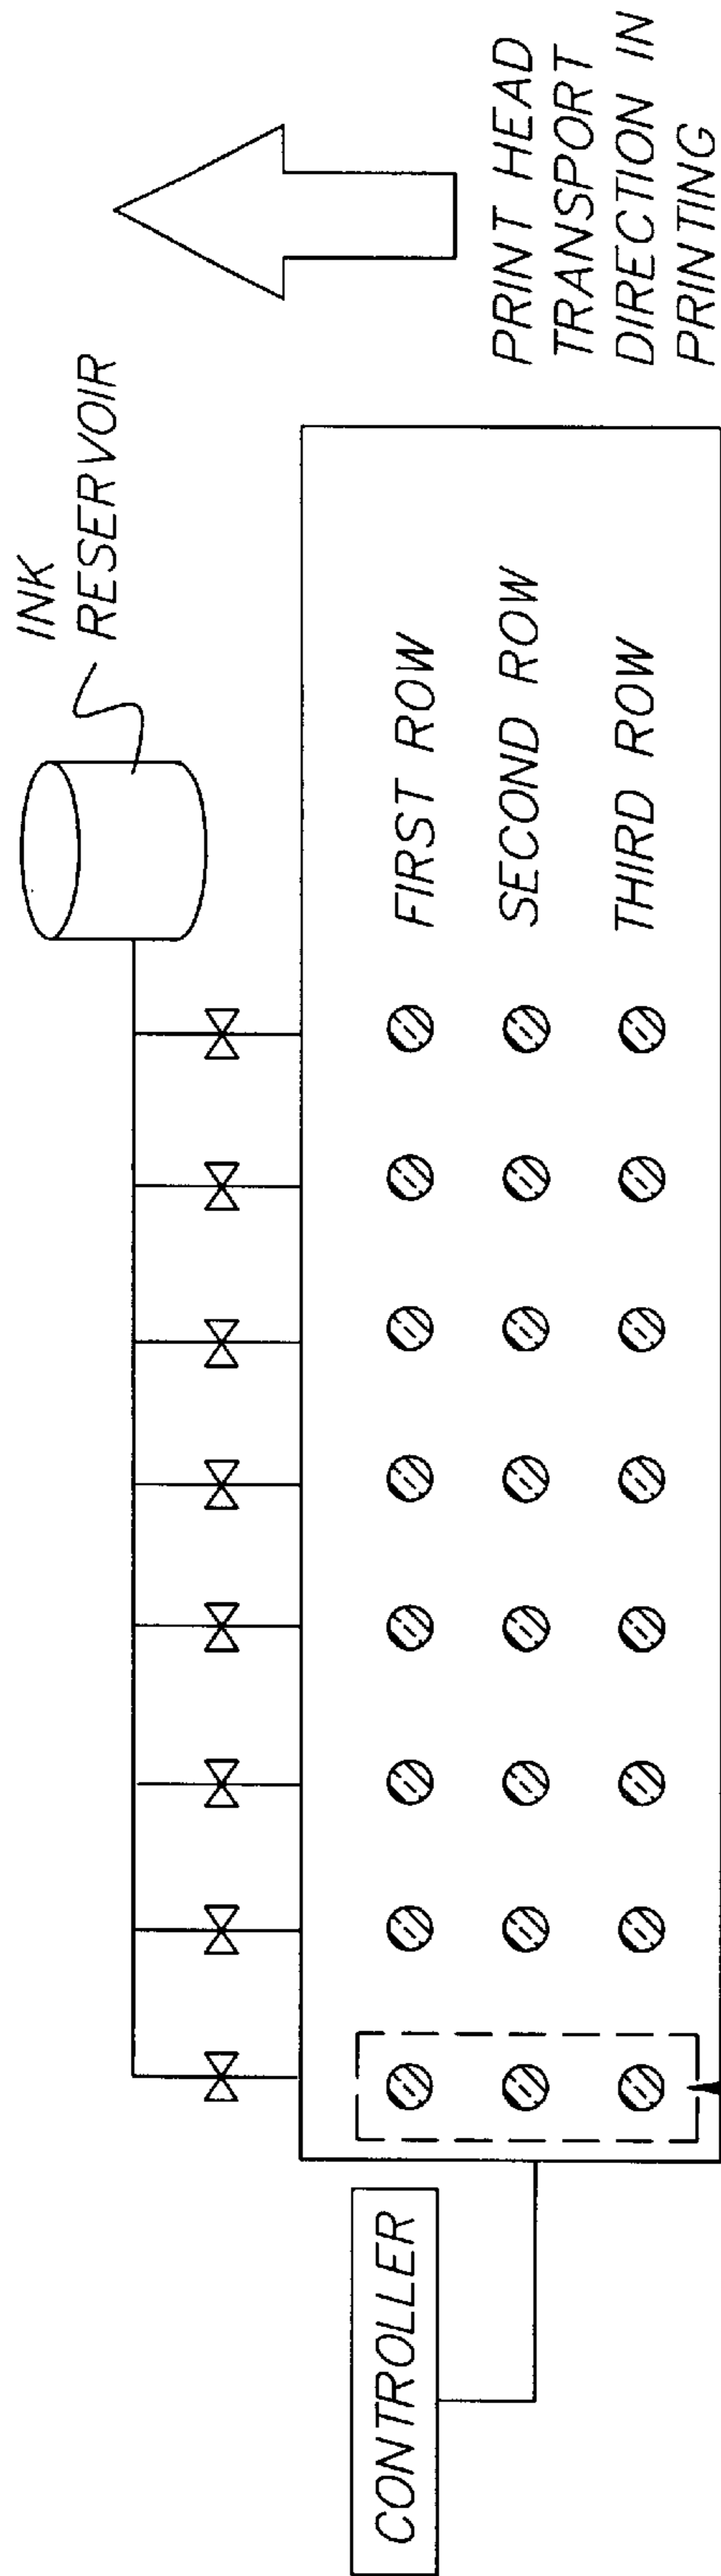 INK
RESERVOIR
PRINT HEAD
TRANSPORT
DIRECTION IN
PRINTING
FIRST ROW
SECOND ROW
THIRD ROW
CONTROLLER